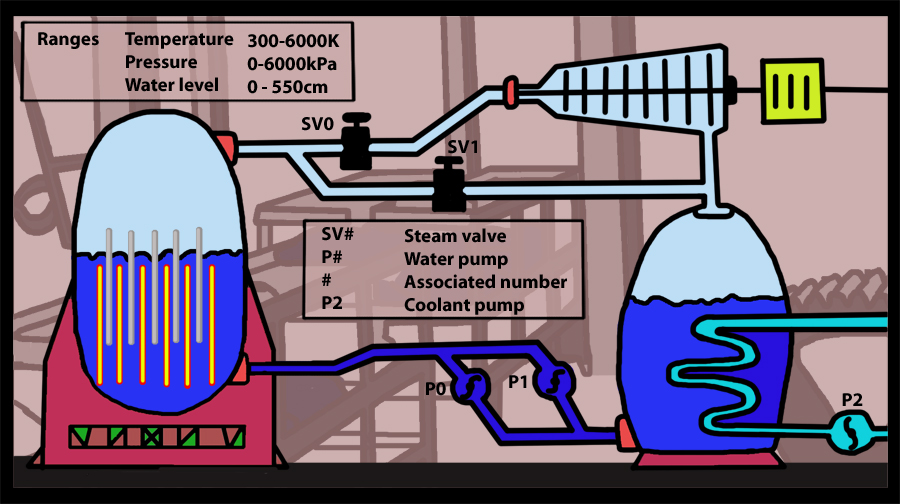 Ranges Temperature 300-6000K
Pressure 0-6000kPa
Water level 0 - 550cm
SV0
SV1
SV# Steam valve
P# Water pump
# Associated number
P2 Coolant pump
P0
P1
P2